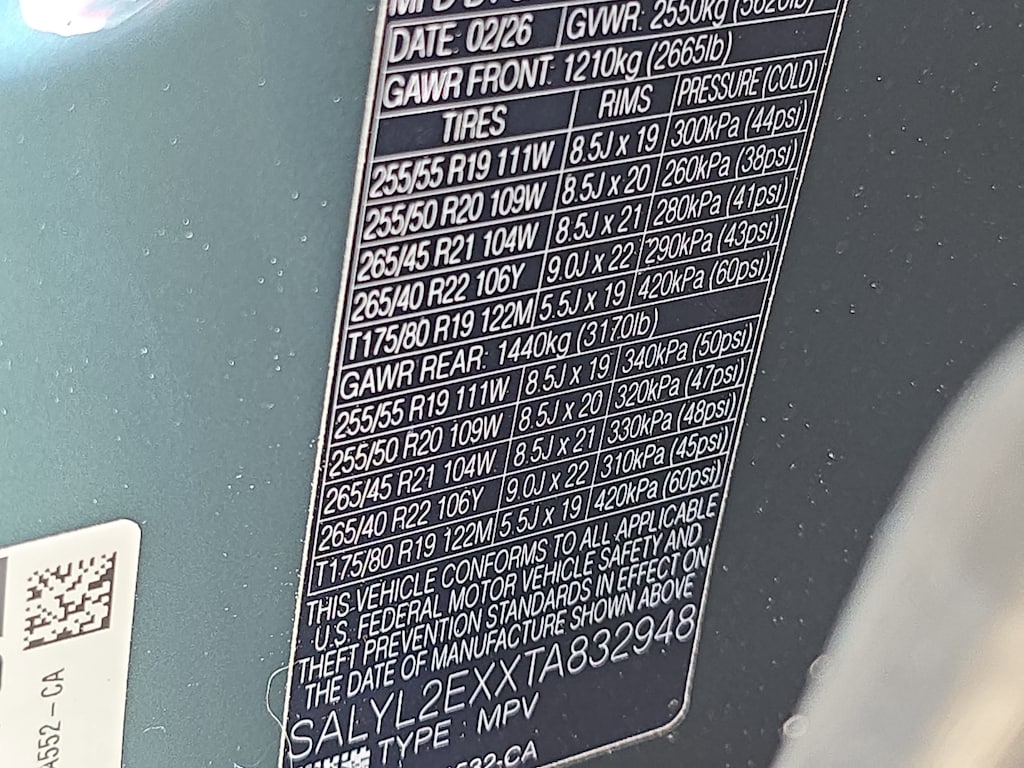 DATE: 02/26 GVWR: 2550kg
GAWR FRONT: 1210kg (2665lb)
TIRES RIMS PRESSURE (COLD)
255/55 R19 111W 8.5J x 19 300kPa (44psi)
255/50 R20 109W 8.5J x 20 260kPa (38psi)
265/45 R21 104W 8.5J x 21 280kPa (41psi)
265/40 R22 106Y 9.0J x 22 290kPa (43psi)
T175/80 R19 122M 5.5J x 19 420kPa (60psi)
GAWR REAR: 1440kg (3170lb)
255/55 R19 111W 8.5J x 19 340kPa (50psi)
255/50 R20 109W 8.5J x 20 320kPa (47psi)
265/45 R21 104W 8.5J x 21 330kPa (48psi)
265/40 R22 106Y 9.0J x 22 310kPa (45psi)
T175/80 R19 122M 5.5J x 19 420kPa (60psi)
THIS VEHICLE CONFORMS TO ALL APPLICABLE
U.S. FEDERAL MOTOR VEHICLE SAFETY AND
THEFT PREVENTION STANDARDS IN EFFECT ON
THE DATE OF MANUFACTURE SHOWN ABOVE
SALYL2EXXTA832948
TYPE : MPV
532-CA
4552-CA